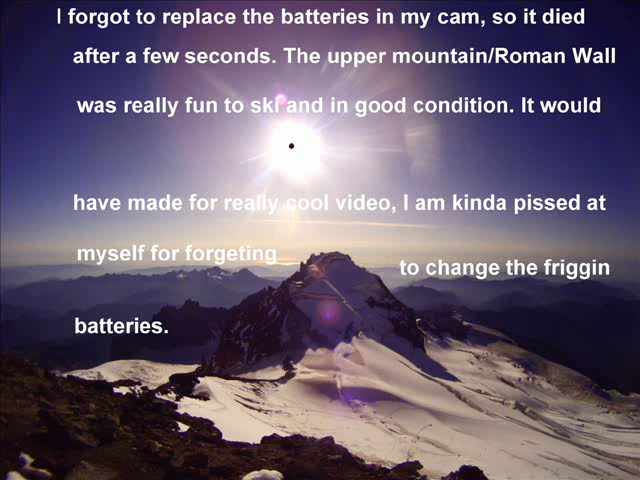 I forgot to replace the batteries in my cam, so it died
after a few seconds. The upper mountain/Roman Wall
was really fun to ski and in good condition. It would
have made for really cool video, I am kinda pissed at
myself for forgeting
to change the friggin
batteries.